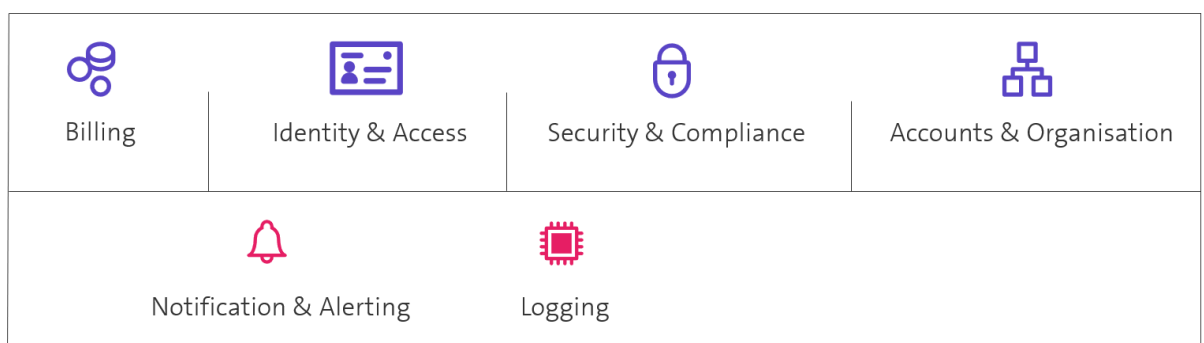 Billing
Identity & Access
Security & Compliance
Accounts & Organisation
Notification & Alerting
Logging